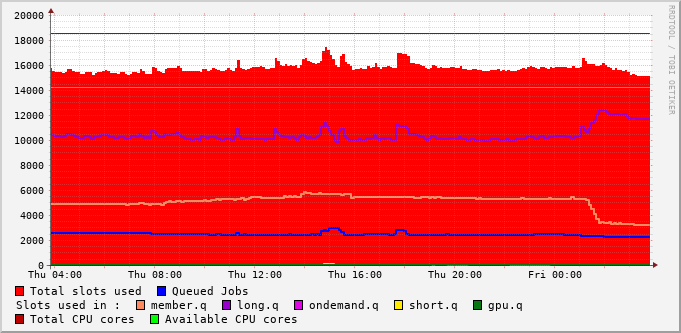 RRDTOOL / TOBI OETIKER
20000
18000
16000
14000
12000
10000
8000
6000
4000
2000
0
Thu 04:00 Thu 08:00 Thu 12:00 Thu 16:00 Thu 20:00 Fri 00:00
Total slots used Queued Jobs
Slots used in : member.q long.q ondemand.q short.q gpu.q
Total CPU cores Available CPU cores